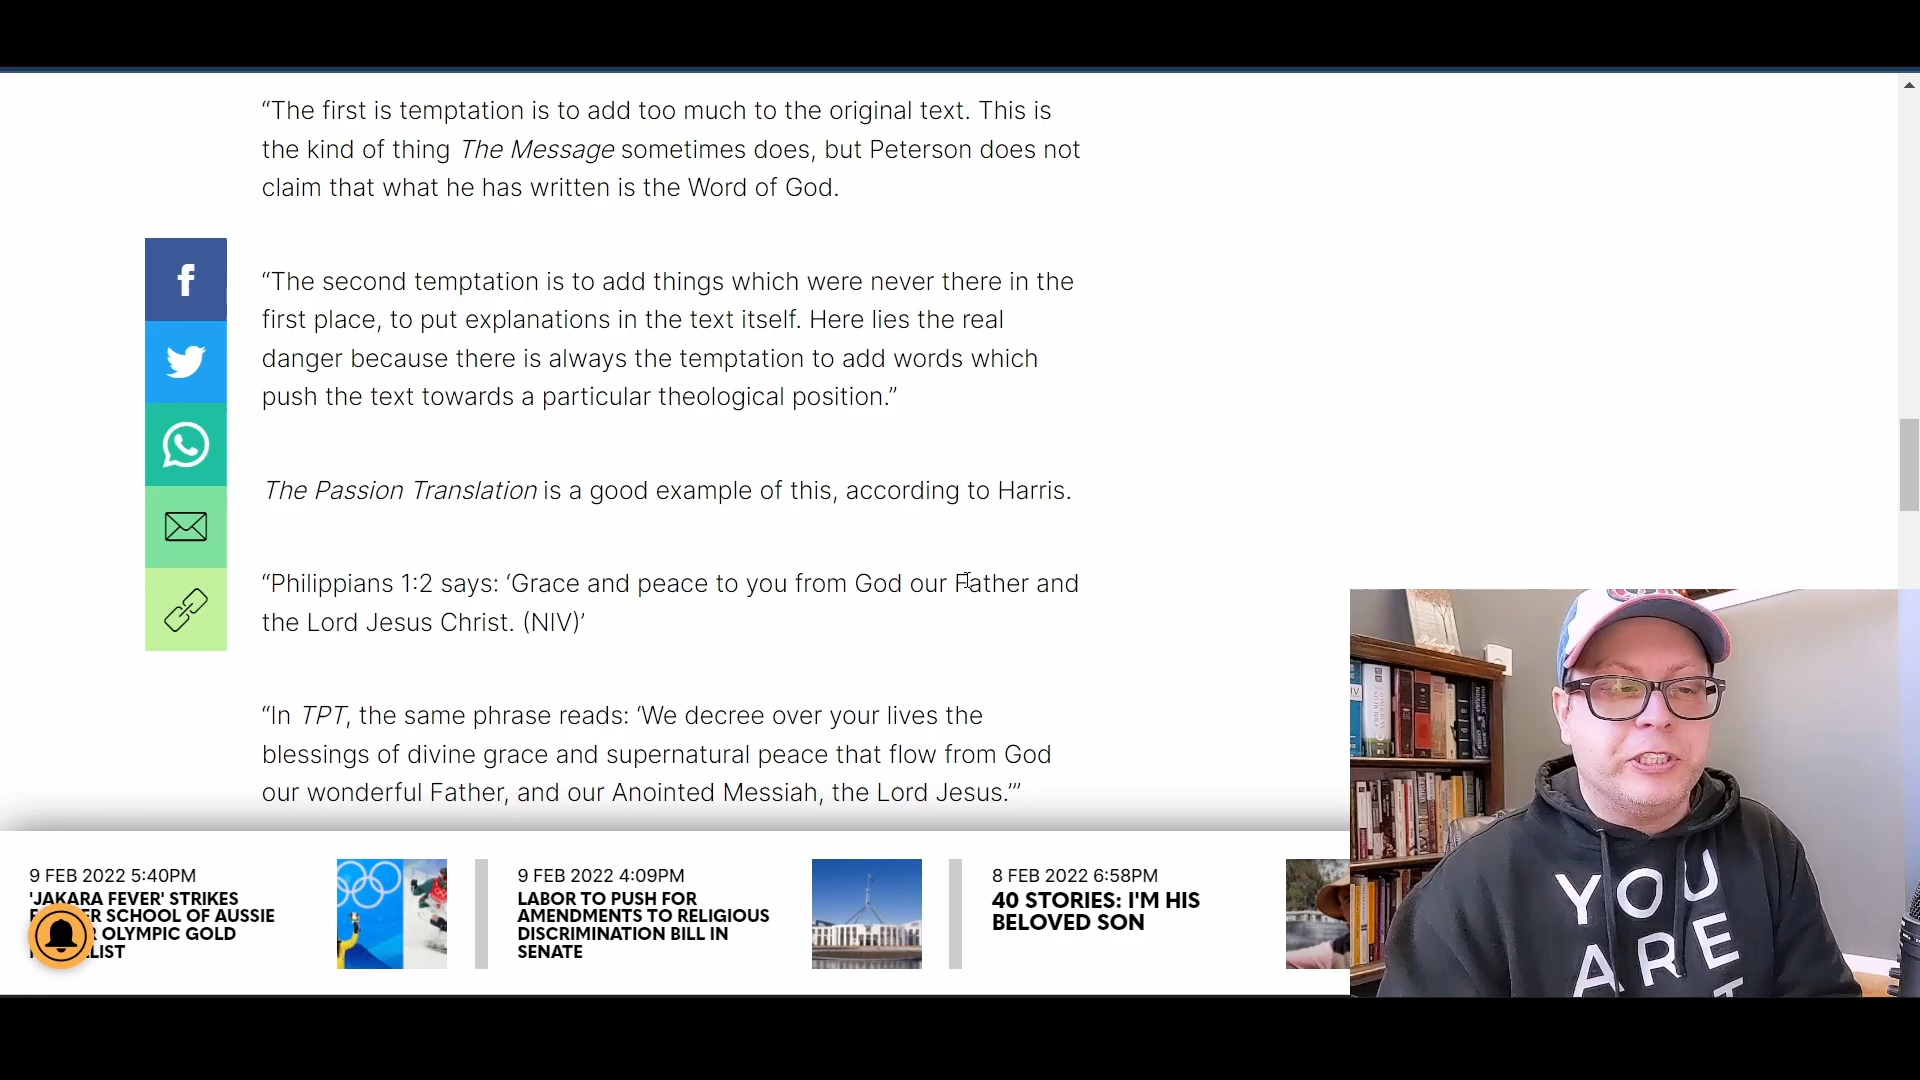 “The first is temptation is to add too much to the original text. This is
the kind of thing The Message sometimes does, but Peterson does not
claim that what he has written is the Word of God.
“The second temptation is to add things which were never there in the
first place, to put explanations in the text itself. Here lies the real
danger because there is always the temptation to add words which
push the text towards a particular theological position.”
The Passion Translation is a good example of this, according to Harris.
“Philippians 1:2 says: ‘Grace and peace to you from God our Father and
the Lord Jesus Christ. (NIV)’
“In TPT, the same phrase reads: ‘We decree over your lives the
blessings of divine grace and supernatural peace that flow from God
our wonderful Father, and our Anointed Messiah, the Lord Jesus.’”
9 FEB 2022 5:40PM
'JAKARA FEVER' STRIKES
SCHOOL OF AUSSIE
OLYMPIC GOLD
9 FEB 2022 4:09PM
LABOR TO PUSH FOR
AMENDMENTS TO RELIGIOUS
DISCRIMINATION BILL IN
SENATE
8 FEB 2022 6:58PM
40 STORIES: I'M HIS
BELOVED SON
YOU
ARE